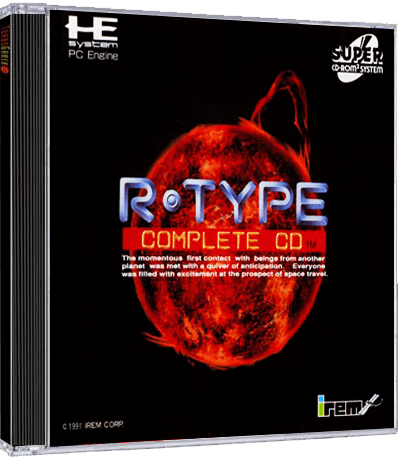 HE
system
PC Engine
SUPER
CD-ROM² SYSTEM
R·TYPE
COMPLETE CD™
The momentous first contact with beings from another
planet was met with a quiver of anticipation. Everyone
was filled with excitement at the prospect of space travel.
irem
©1991 IREM CORP.